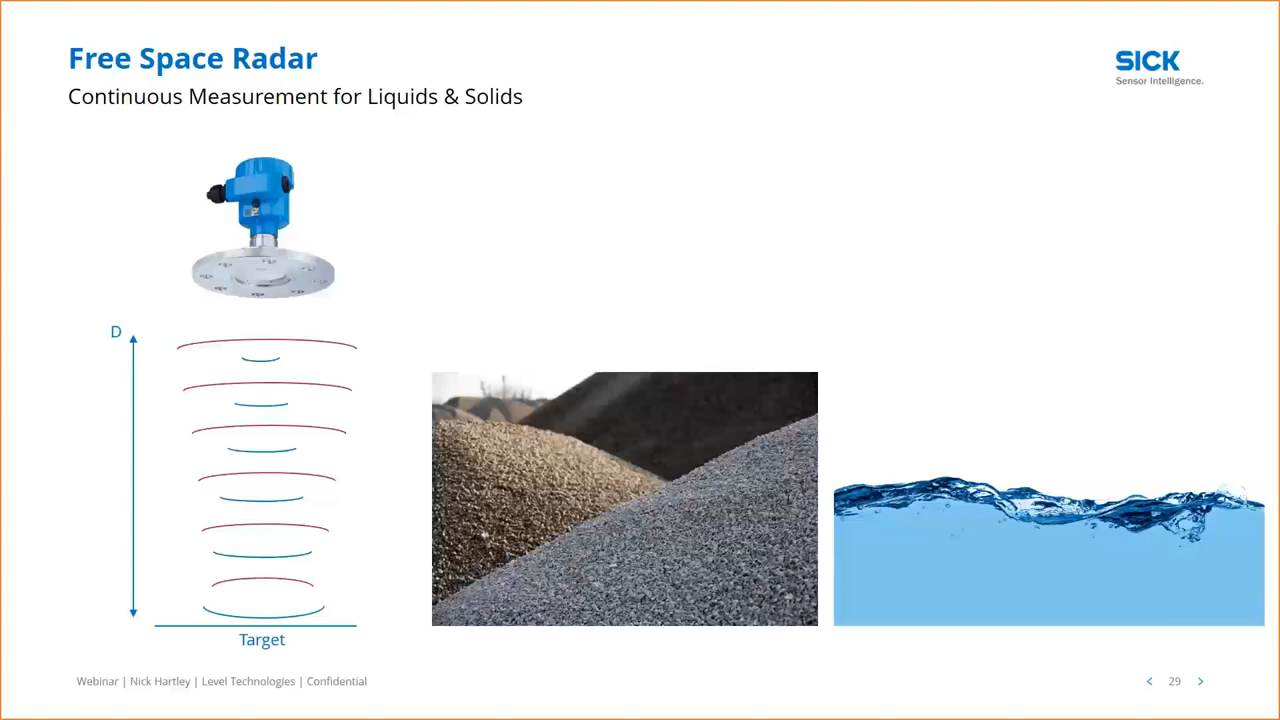 Free Space Radar
Continuous Measurement for Liquids & Solids
SICK
Sensor Intelligence.
D
Target
Webinar | Nick Hartley | Level Technologies | Confidential
< 29 >